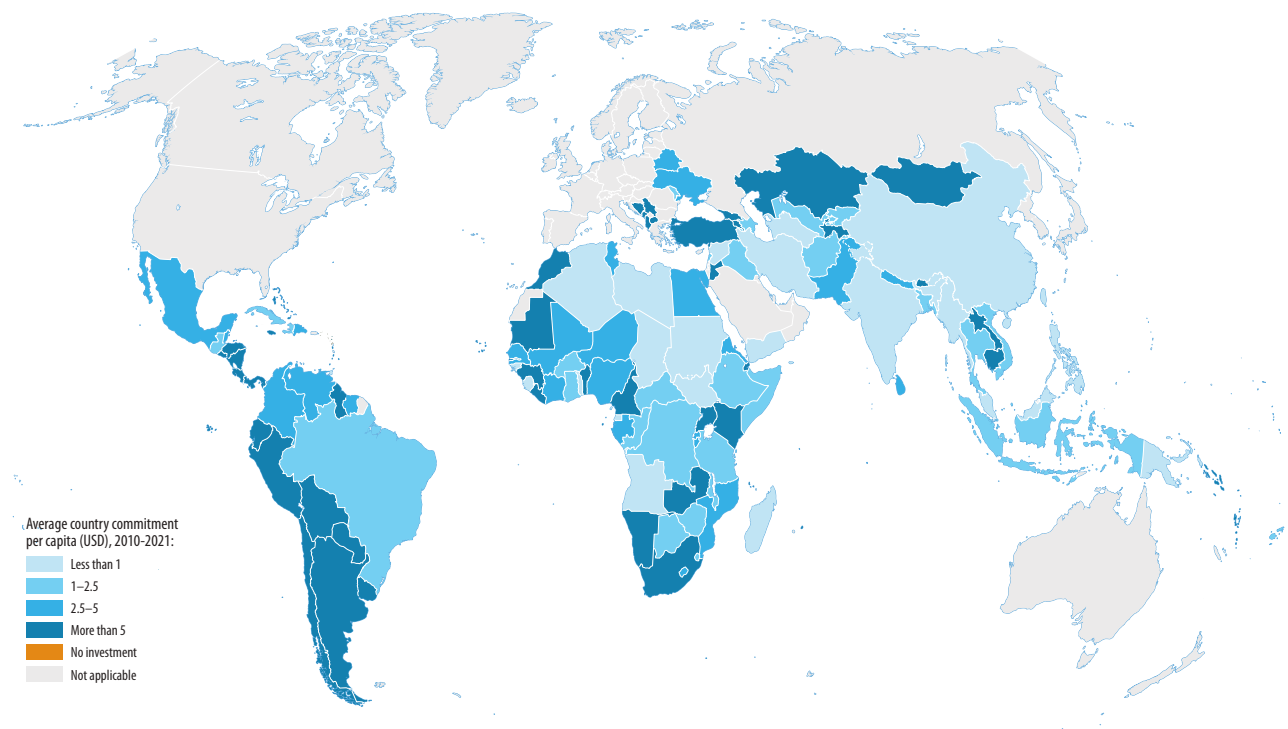 Average country commitment
per capita (USD), 2010-2021:
Less than 1
1–2.5
2.5–5
More than 5
No investment
Not applicable